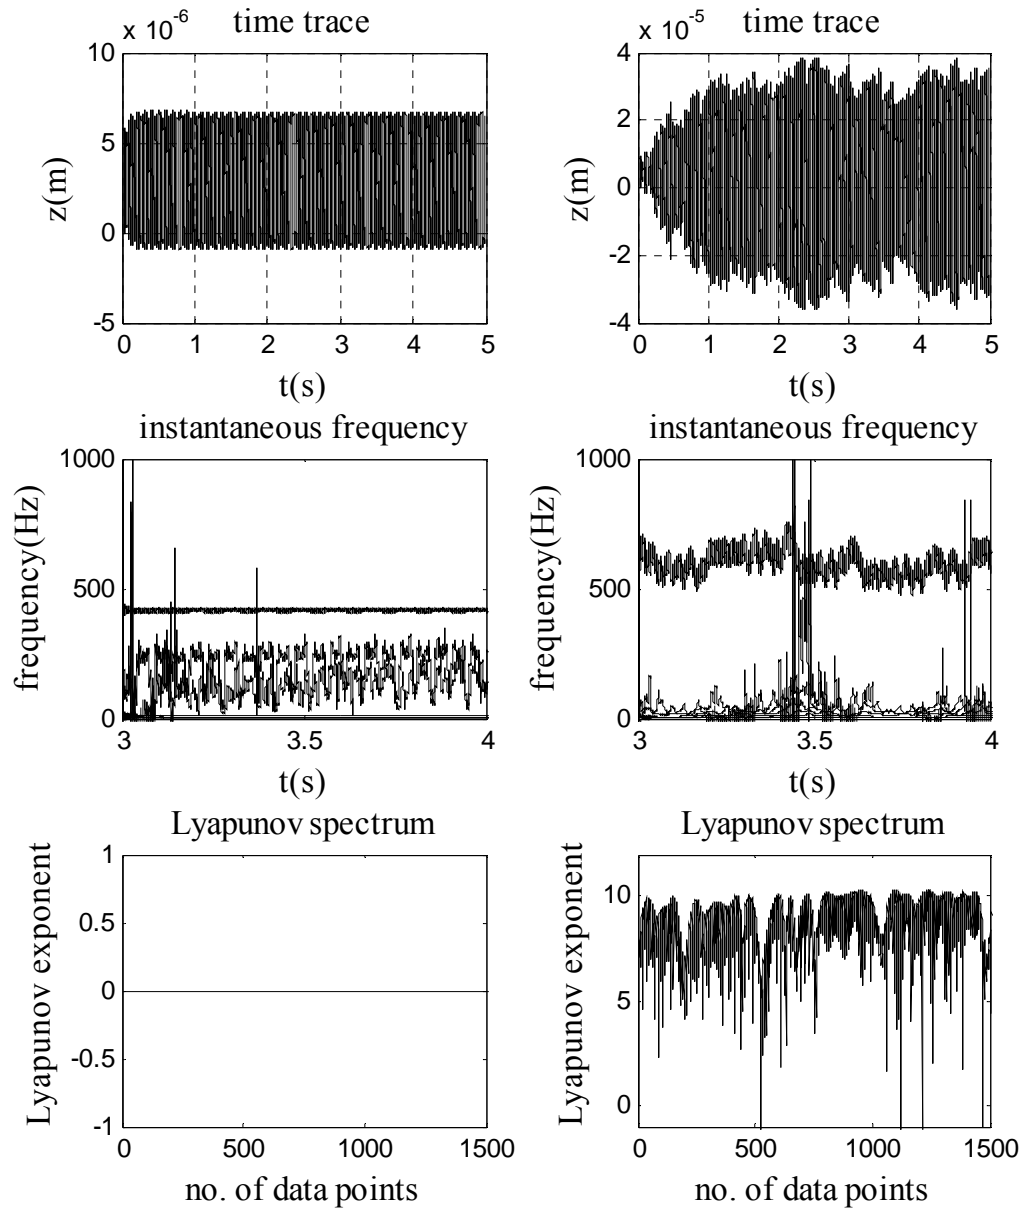 x 10^-6 time trace
10
5
0
-5
z(m)
0 1 2 3 4 5
t(s)
x 10^-5 time trace
4
2
0
-2
-4
z(m)
0 1 2 3 4 5
t(s)
instantaneous frequency
1000
500
0
frequency(Hz)
3 3.5 4
t(s)
instantaneous frequency
1000
500
0
frequency(Hz)
3 3.5 4
t(s)
Lyapunov spectrum
1
0.5
0
-0.5
-1
Lyapunov exponent
0 500 1000 1500
no. of data points
Lyapunov spectrum
10
5
0
Lyapunov exponent
0 500 1000 1500
no. of data points